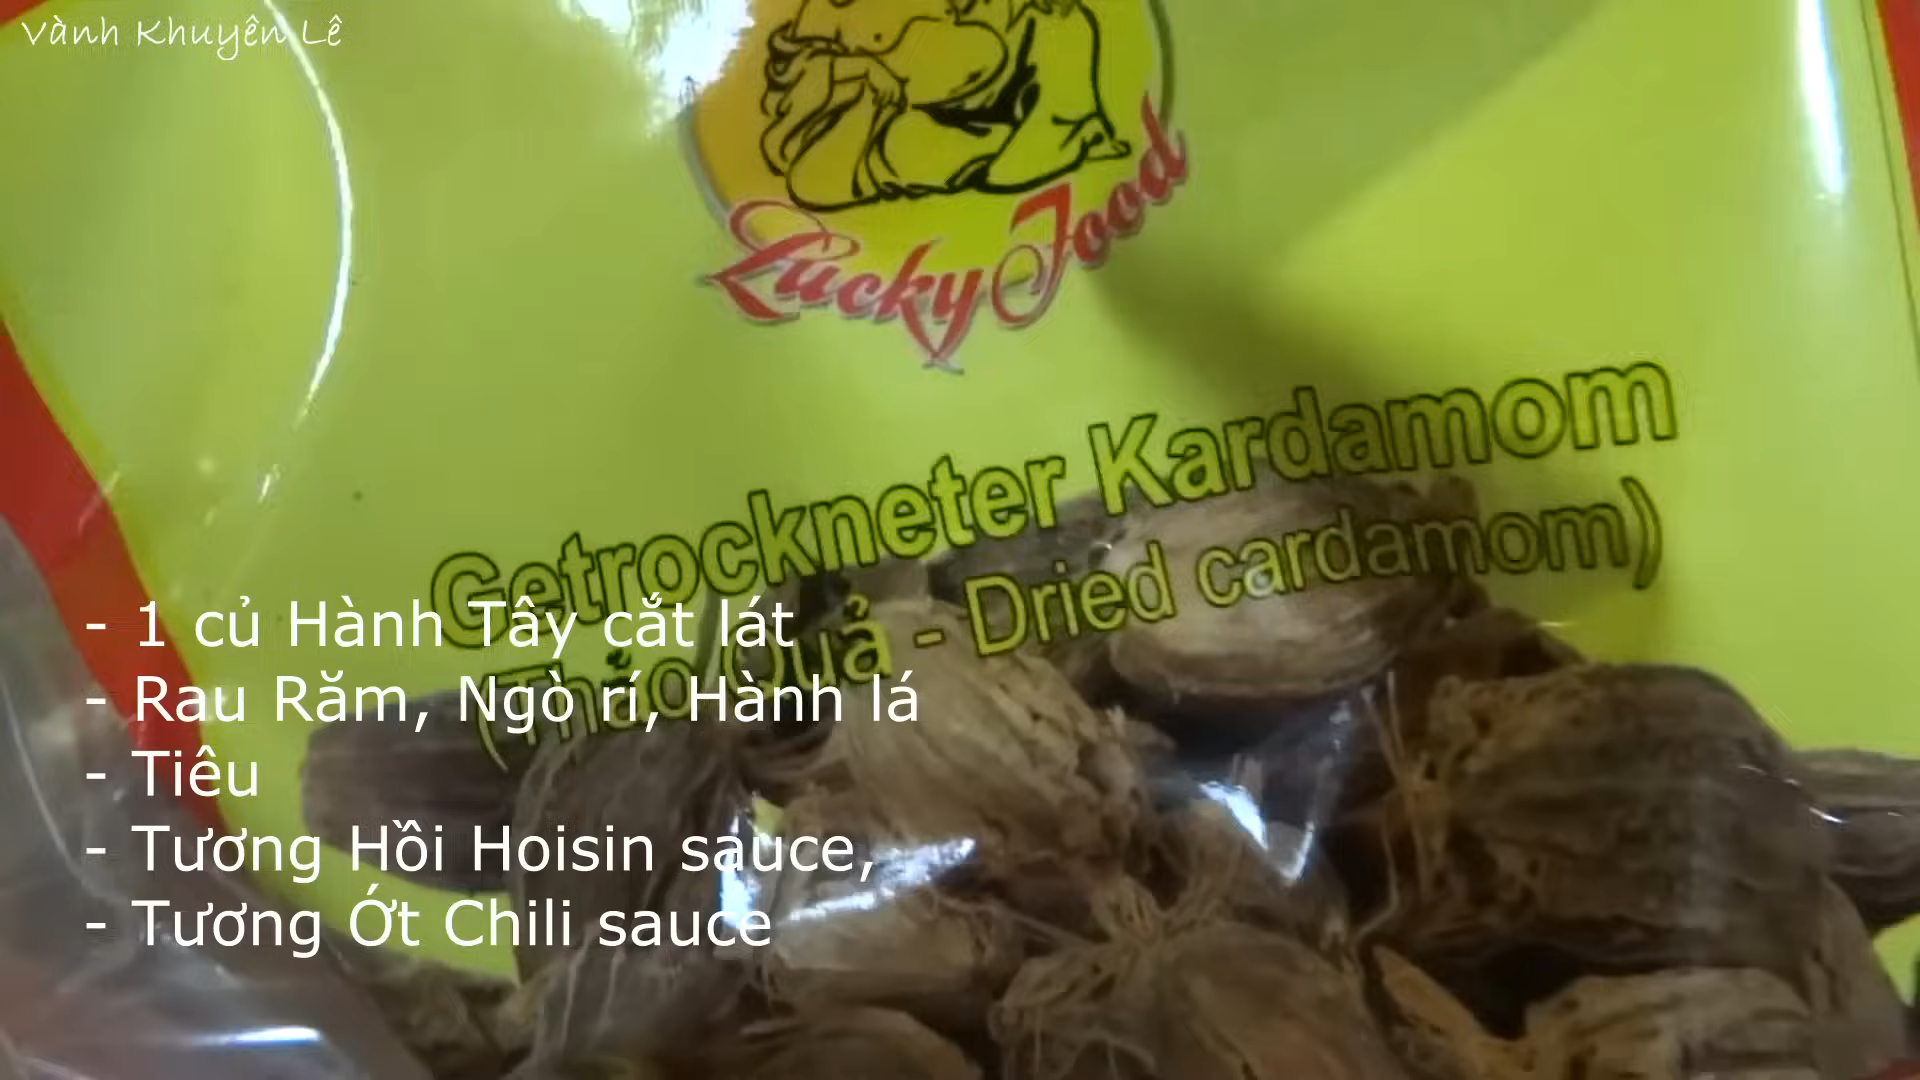 Vành Khuyên Lê
Lucky Food
Getrockneter Kardamom
(Thảo Quả - Dried cardamom)
- 1 củ Hành Tây cắt lát
- Rau Răm, Ngò rí, Hành lá
- Tiêu
- Tương Hồi Hoisin sauce,
- Tương Ớt Chili sauce